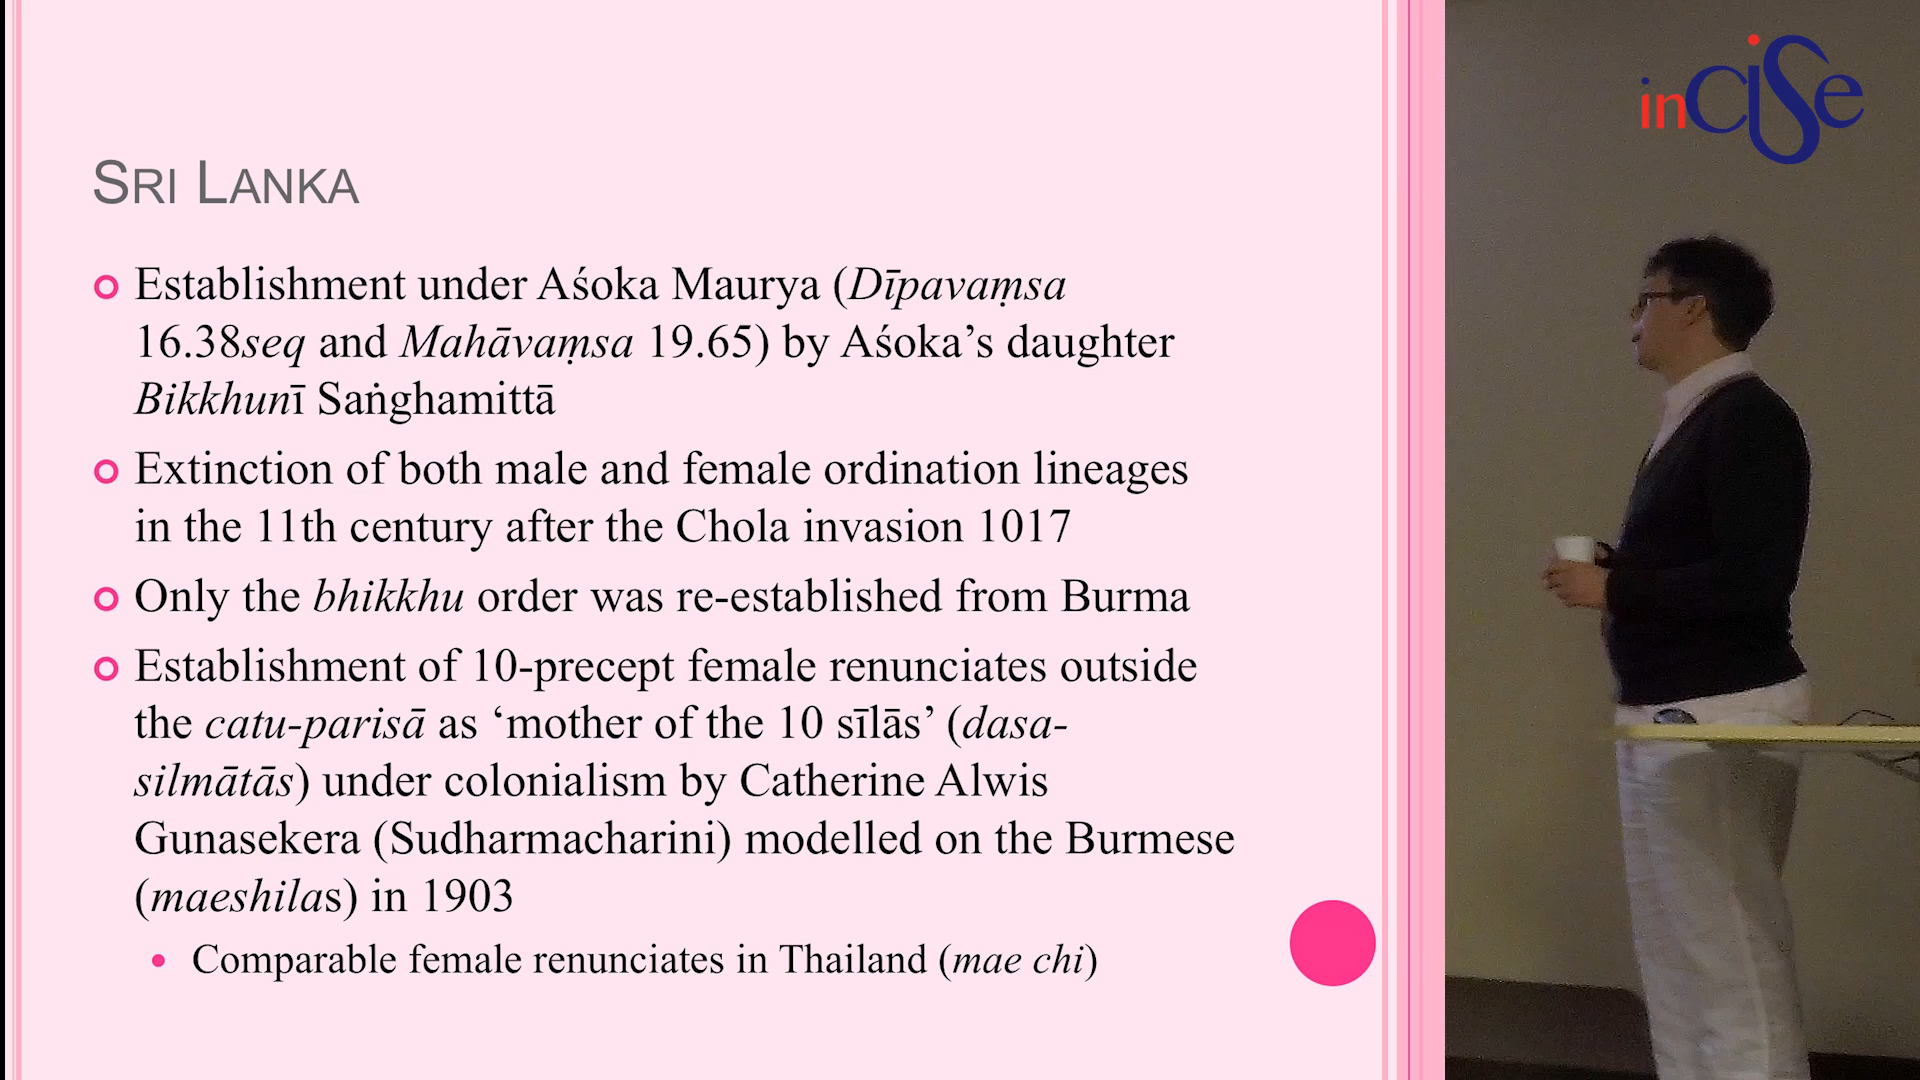 SRI LANKA
Establishment under Aśoka Maurya (Dīpavaṃsa
16.38seq and Mahāvaṃsa 19.65) by Aśoka’s daughter
Bikkhunī Saṅghamittā
Extinction of both male and female ordination lineages
in the 11th century after the Chola invasion 1017
Only the bhikkhu order was re-established from Burma
Establishment of 10-precept female renunciates outside
the catu-parisā as ‘mother of the 10 sīlās’ (dasa-
silmātās) under colonialism by Catherine Alwis
Gunasekera (Sudharmacharini) modelled on the Burmese
(maeshilas) in 1903
Comparable female renunciates in Thailand (mae chi)
inCiSe